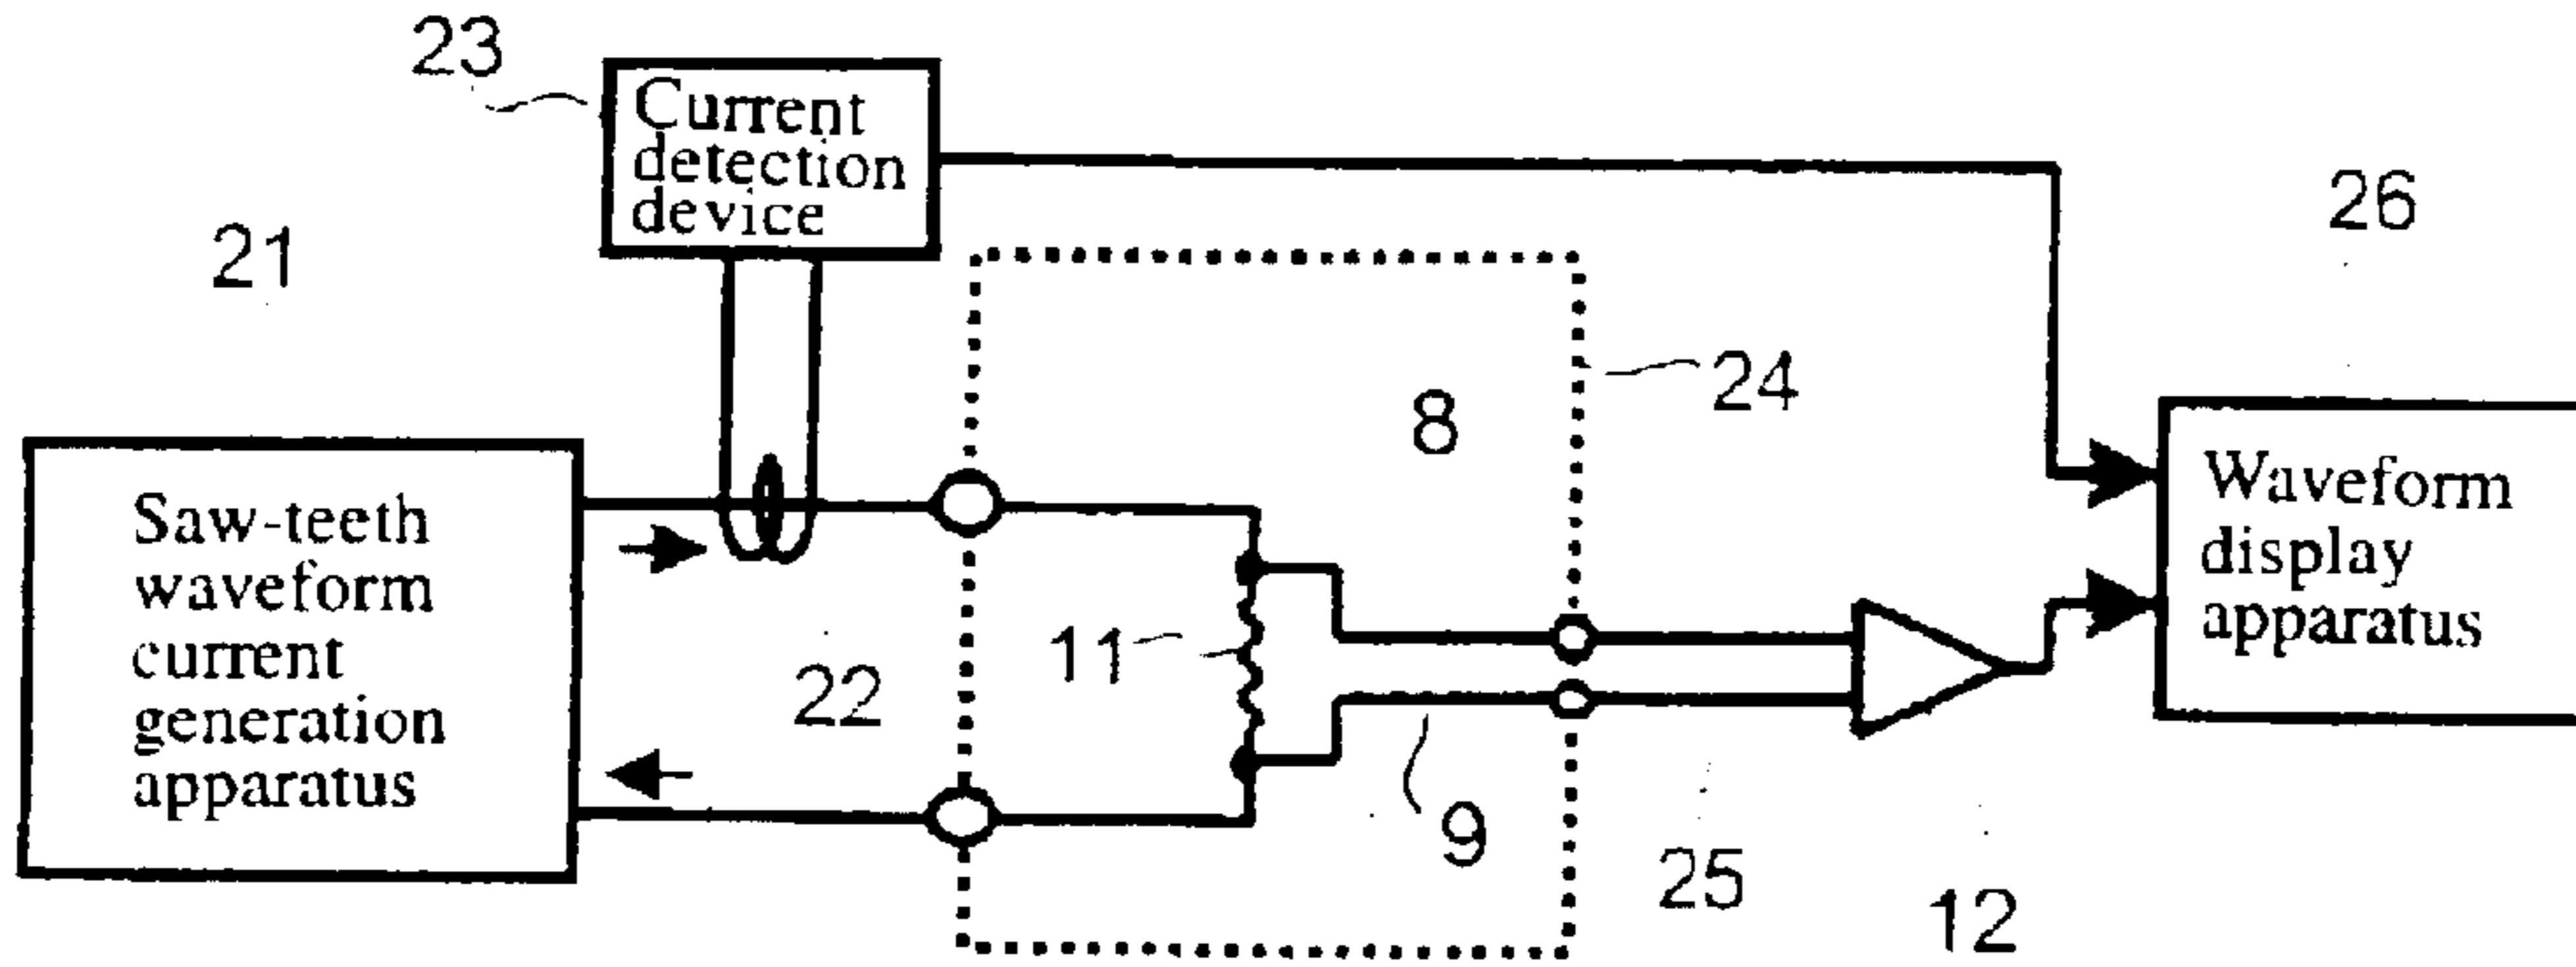 23
Current
detection
device
21
26
24
8
Saw-teeth
waveform
current
generation
apparatus
22
11
9
25
12
Waveform
display
apparatus